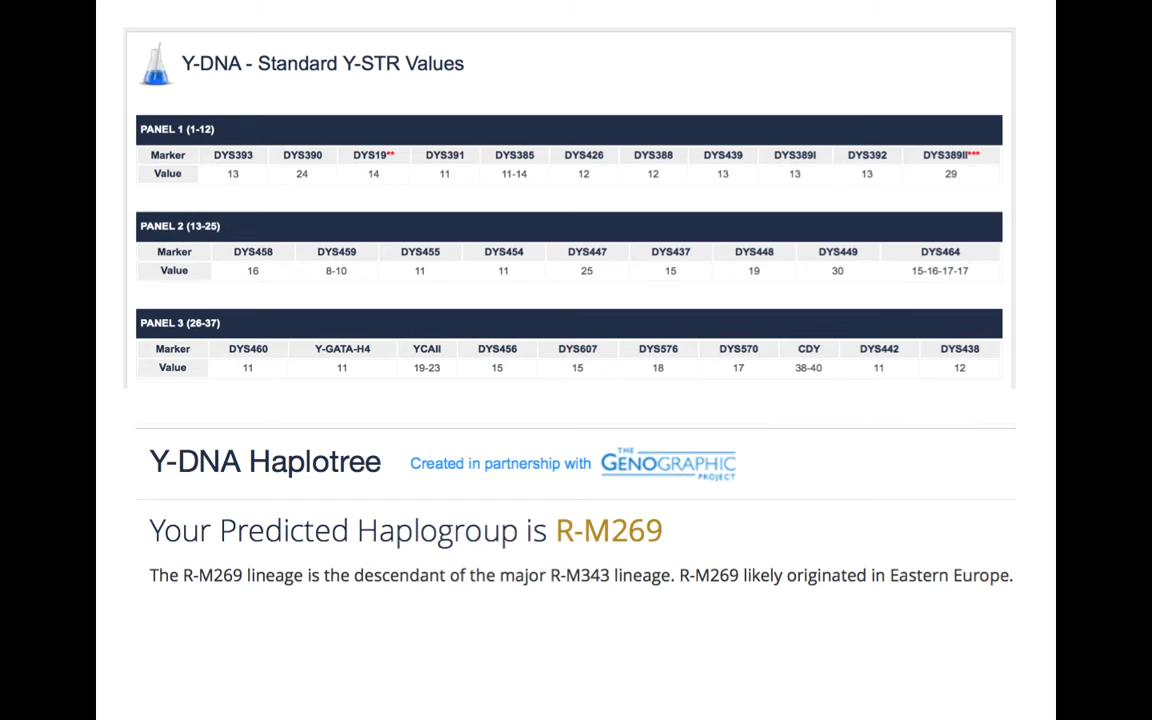 Y-DNA - Standard Y-STR Values
PANEL 1 (1-12)
Marker DYS393 DYS390 DYS19** DYS391 DYS385 DYS426 DYS388 DYS439 DYS389I DYS392 DYS389II***
Value 13 24 14 11 11-14 12 12 13 13 13 29
PANEL 2 (13-25)
Marker DYS458 DYS459 DYS455 DYS454 DYS447 DYS437 DYS448 DYS449 DYS464
Value 16 8-10 11 11 25 15 19 30 15-16-17-17
PANEL 3 (26-37)
Marker DYS460 Y-GATA-H4 YCAII DYS456 DYS607 DYS576 DYS570 CDY DYS442 DYS438
Value 11 11 19-23 15 15 18 17 38-40 11 12
Y-DNA Haplotree Created in partnership with THE GENOGRAPHIC PROJECT
Your Predicted Haplogroup is R-M269
The R-M269 lineage is the descendant of the major R-M343 lineage. R-M269 likely originated in Eastern Europe.